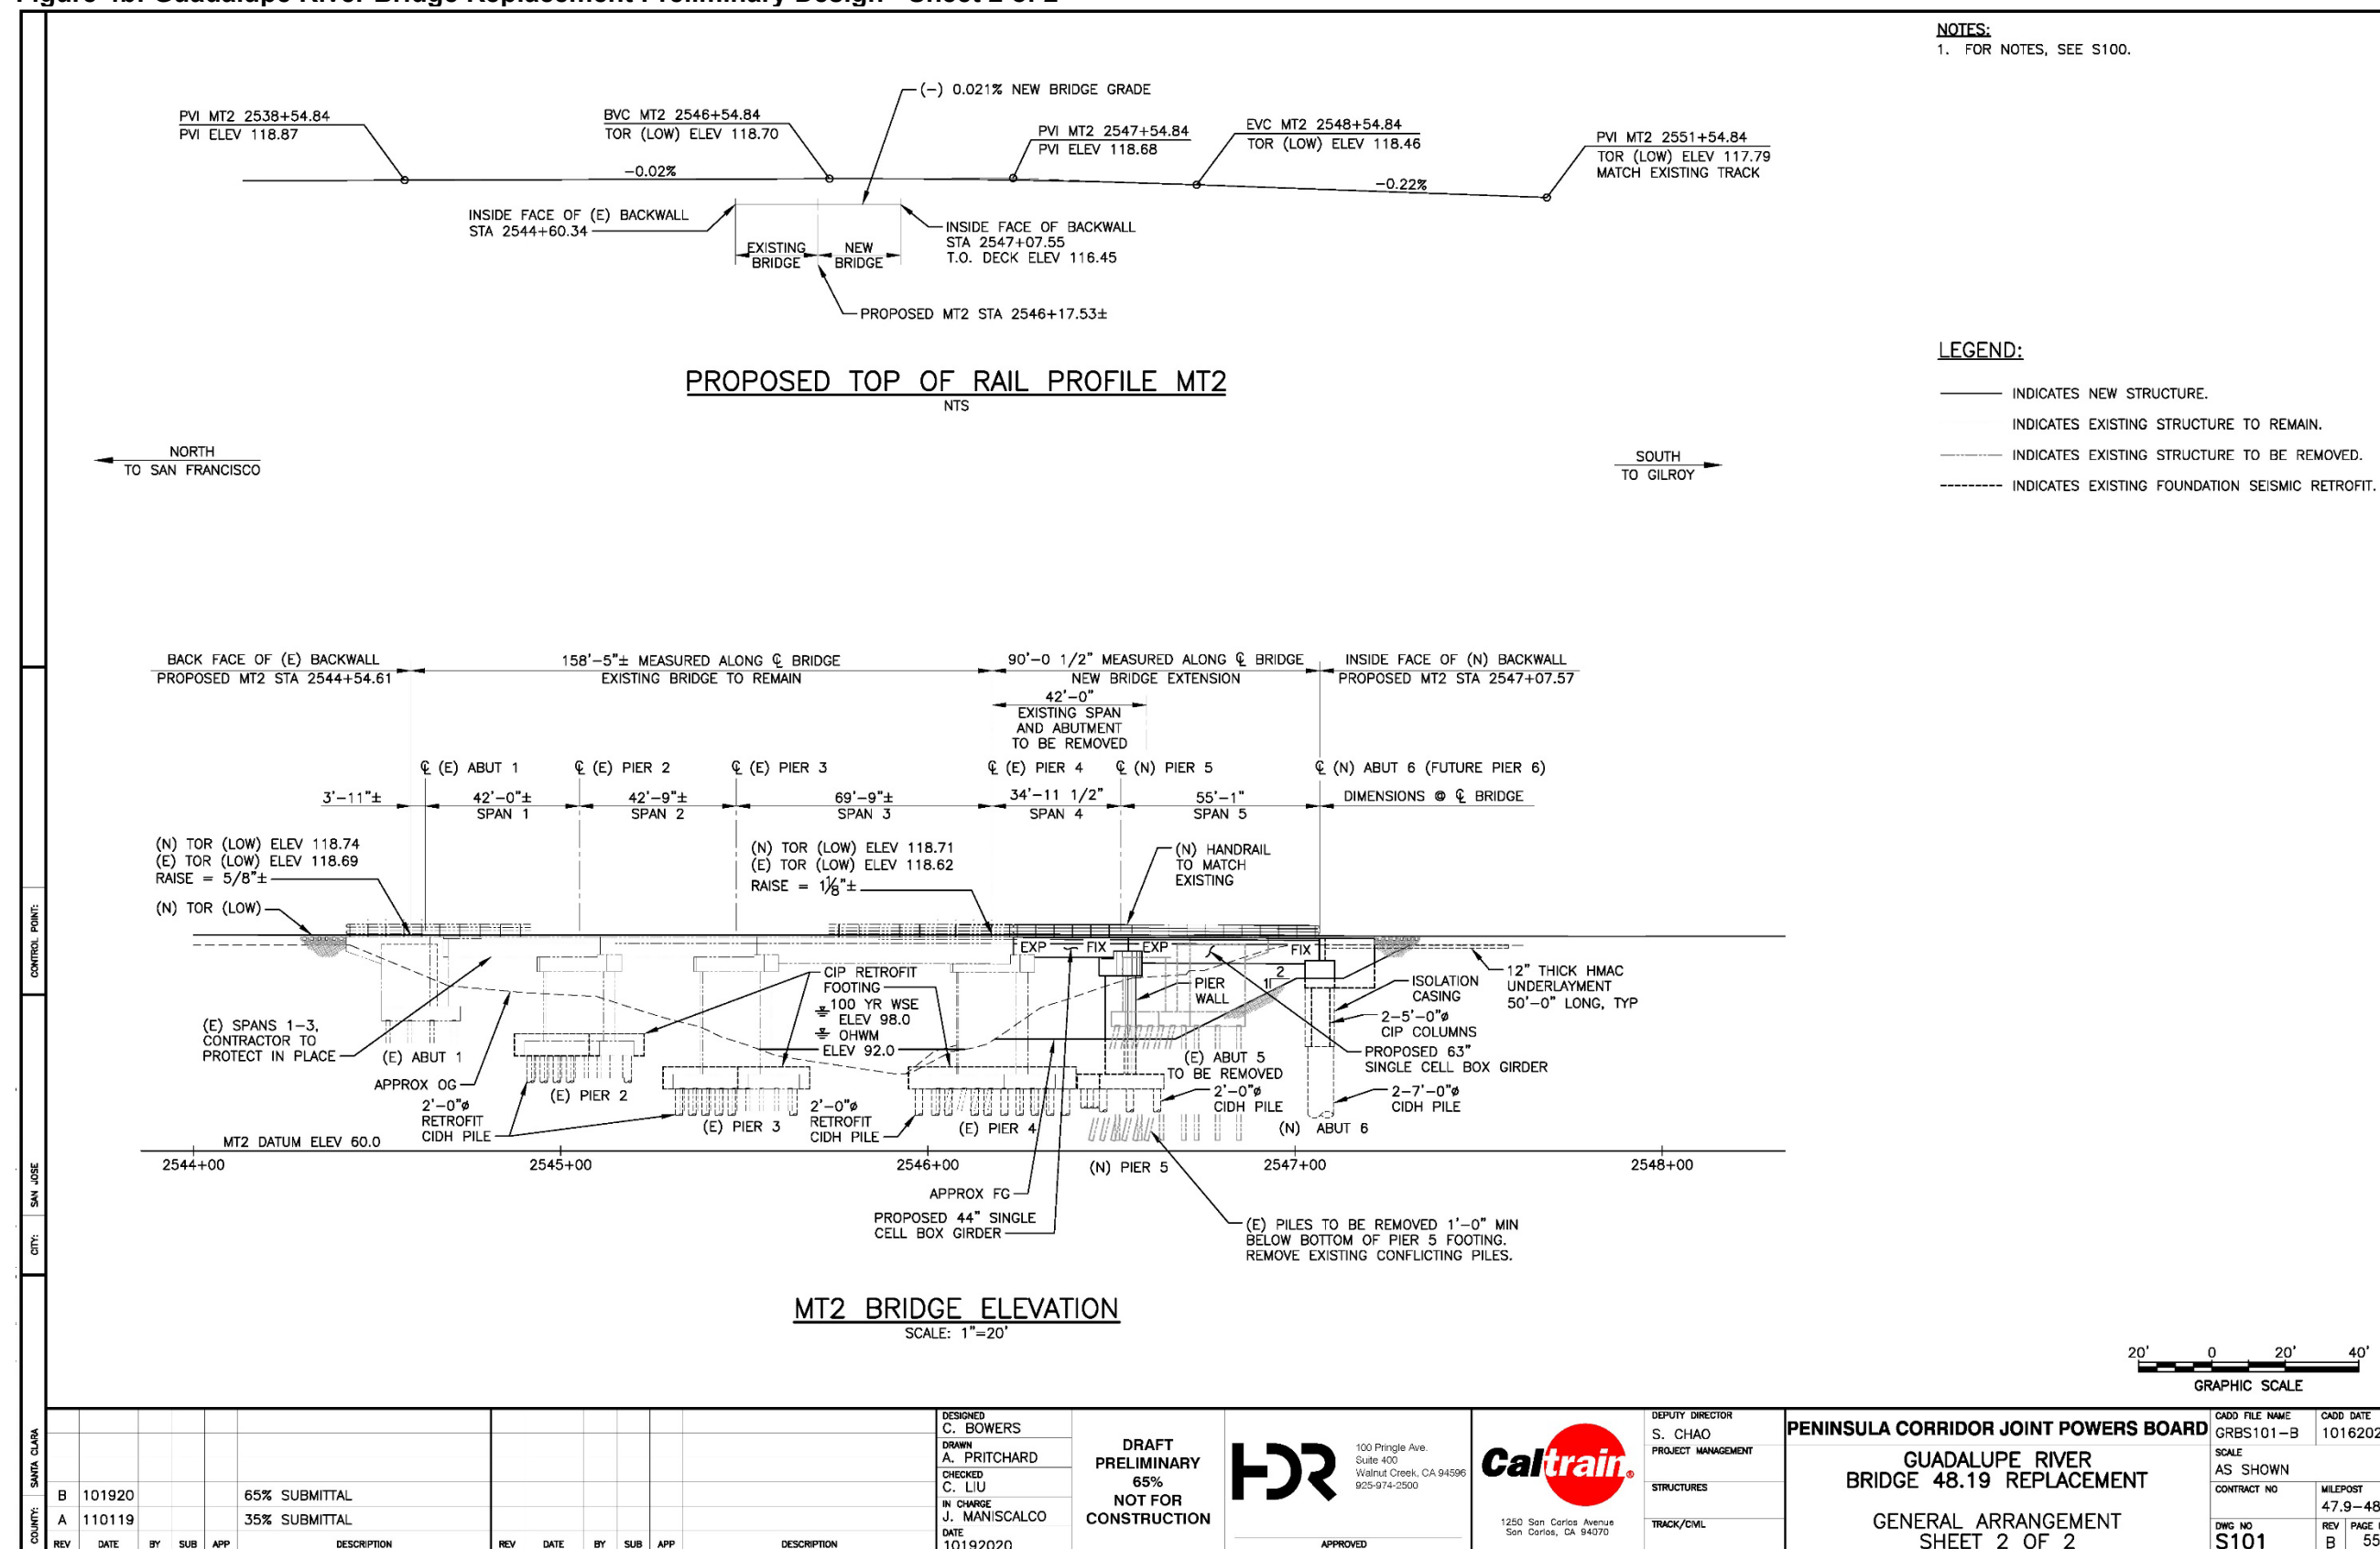 NOTES:
1. FOR NOTES, SEE S100.
(-) 0.021% NEW BRIDGE GRADE
PVI MT2 2538+54.84
PVI ELEV 118.87
BVC MT2 2546+54.84
TOR (LOW) ELEV 118.70
PVI MT2 2547+54.84
PVI ELEV 118.68
EVC MT2 2548+54.84
TOR (LOW) ELEV 118.46
PVI MT2 2551+54.84
TOR (LOW) ELEV 117.79
MATCH EXISTING TRACK
-0.02%
-0.22%
INSIDE FACE OF (E) BACKWALL
STA 2544+60.34
EXISTING
BRIDGE
NEW
BRIDGE
INSIDE FACE OF BACKWALL
STA 2547+07.55
T.O. DECK ELEV 116.45
PROPOSED MT2 STA 2546+17.53±
PROPOSED TOP OF RAIL PROFILE MT2
NTS
LEGEND:
INDICATES NEW STRUCTURE.
INDICATES EXISTING STRUCTURE TO REMAIN.
INDICATES EXISTING STRUCTURE TO BE REMOVED.
INDICATES EXISTING FOUNDATION SEISMIC RETROFIT.
NORTH
TO SAN FRANCISCO
SOUTH
TO GILROY
BACK FACE OF (E) BACKWALL
PROPOSED MT2 STA 2544+54.61
158'-5"± MEASURED ALONG ℄ BRIDGE
EXISTING BRIDGE TO REMAIN
90'-0 1/2" MEASURED ALONG ℄ BRIDGE
NEW BRIDGE EXTENSION
INSIDE FACE OF (N) BACKWALL
PROPOSED MT2 STA 2547+07.57
42'-0"
EXISTING SPAN
AND ABUTMENT
TO BE REMOVED
℄ (E) ABUT 1
℄ (E) PIER 2
℄ (E) PIER 3
℄ (E) PIER 4
℄ (N) PIER 5
℄ (N) ABUT 6 (FUTURE PIER 6)
3'-11"±
42'-0"±
SPAN 1
42'-9"±
SPAN 2
69'-9"±
SPAN 3
34'-11 1/2"
SPAN 4
55'-1"
SPAN 5
DIMENSIONS @ ℄ BRIDGE
(N) TOR (LOW) ELEV 118.74
(E) TOR (LOW) ELEV 118.69
RAISE = 5/8"±
(N) TOR (LOW)
(N) TOR (LOW) ELEV 118.71
(E) TOR (LOW) ELEV 118.62
RAISE = 1⅛"±
(N) HANDRAIL
TO MATCH
EXISTING
EXP
FIX
EXP
FIX
CIP RETROFIT
FOOTING
100 YR WSE
ELEV 98.0
OHWM
ELEV 92.0
PIER
WALL
2
1
ISOLATION
CASING
12" THICK HMAC
UNDERLAYMENT
50'-0" LONG, TYP
2-5'-0"ø
CIP COLUMNS
PROPOSED 63"
SINGLE CELL BOX GIRDER
(E) SPANS 1-3,
CONTRACTOR TO
PROTECT IN PLACE
(E) ABUT 1
APPROX OG
(E) PIER 2
2'-0"ø
RETROFIT
CIDH PILE
(E) PIER 3
2'-0"ø
RETROFIT
CIDH PILE
(E) PIER 4
(E) ABUT 5
TO BE REMOVED
2'-0"ø
CIDH PILE
2-7'-0"ø
CIDH PILE
(N) ABUT 6
MT2 DATUM ELEV 60.0
2544+00
2545+00
2546+00
(N) PIER 5
2547+00
2548+00
APPROX FG
PROPOSED 44" SINGLE
CELL BOX GIRDER
(E) PILES TO BE REMOVED 1'-0" MIN
BELOW BOTTOM OF PIER 5 FOOTING.
REMOVE EXISTING CONFLICTING PILES.
MT2 BRIDGE ELEVATION
SCALE: 1"=20'
20'
0
20'
40'
GRAPHIC SCALE
CONTROL POINT:
CITY: SAN JOSE
COUNTY: SANTA CLARA
B 101920 65% SUBMITTAL
A 110119 35% SUBMITTAL
REV DATE BY SUB APP DESCRIPTION
REV DATE BY SUB APP DESCRIPTION
DESIGNED
C. BOWERS
DRAWN
A. PRITCHARD
CHECKED
C. LIU
IN CHARGE
J. MANISCALCO
DATE
10192020
DRAFT
PRELIMINARY
65%
NOT FOR
CONSTRUCTION
HDR
100 Pringle Ave.
Suite 400
Walnut Creek, CA 94596
925-974-2500
APPROVED
Caltrain®
1250 San Carlos Avenue
San Carlos, CA 94070
DEPUTY DIRECTOR
S. CHAO
PROJECT MANAGEMENT
STRUCTURES
TRACK/CIVIL
PENINSULA CORRIDOR JOINT POWERS BOARD
GUADALUPE RIVER
BRIDGE 48.19 REPLACEMENT
GENERAL ARRANGEMENT
SHEET 2 OF 2
CADD FILE NAME
GRBS101-B
CADD DATE
SCALE
AS SHOWN
CONTRACT NO
MILEPOST
DWG NO
S101
REV
B
PAGE
55